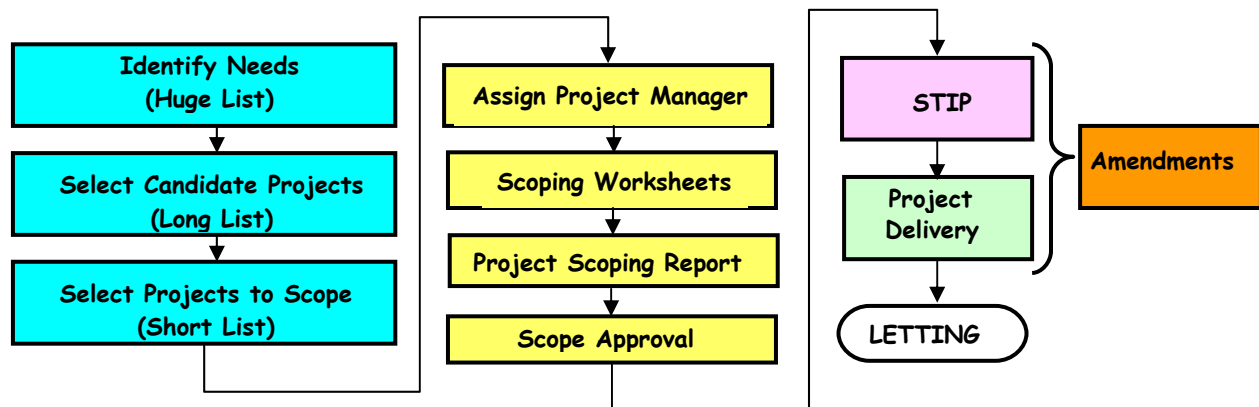 Identify Needs
(Huge List)
Select Candidate Projects
(Long List)
Select Projects to Scope
(Short List)
Assign Project Manager
Scoping Worksheets
Project Scoping Report
Scope Approval
STIP
Project
Delivery
LETTING
Amendments